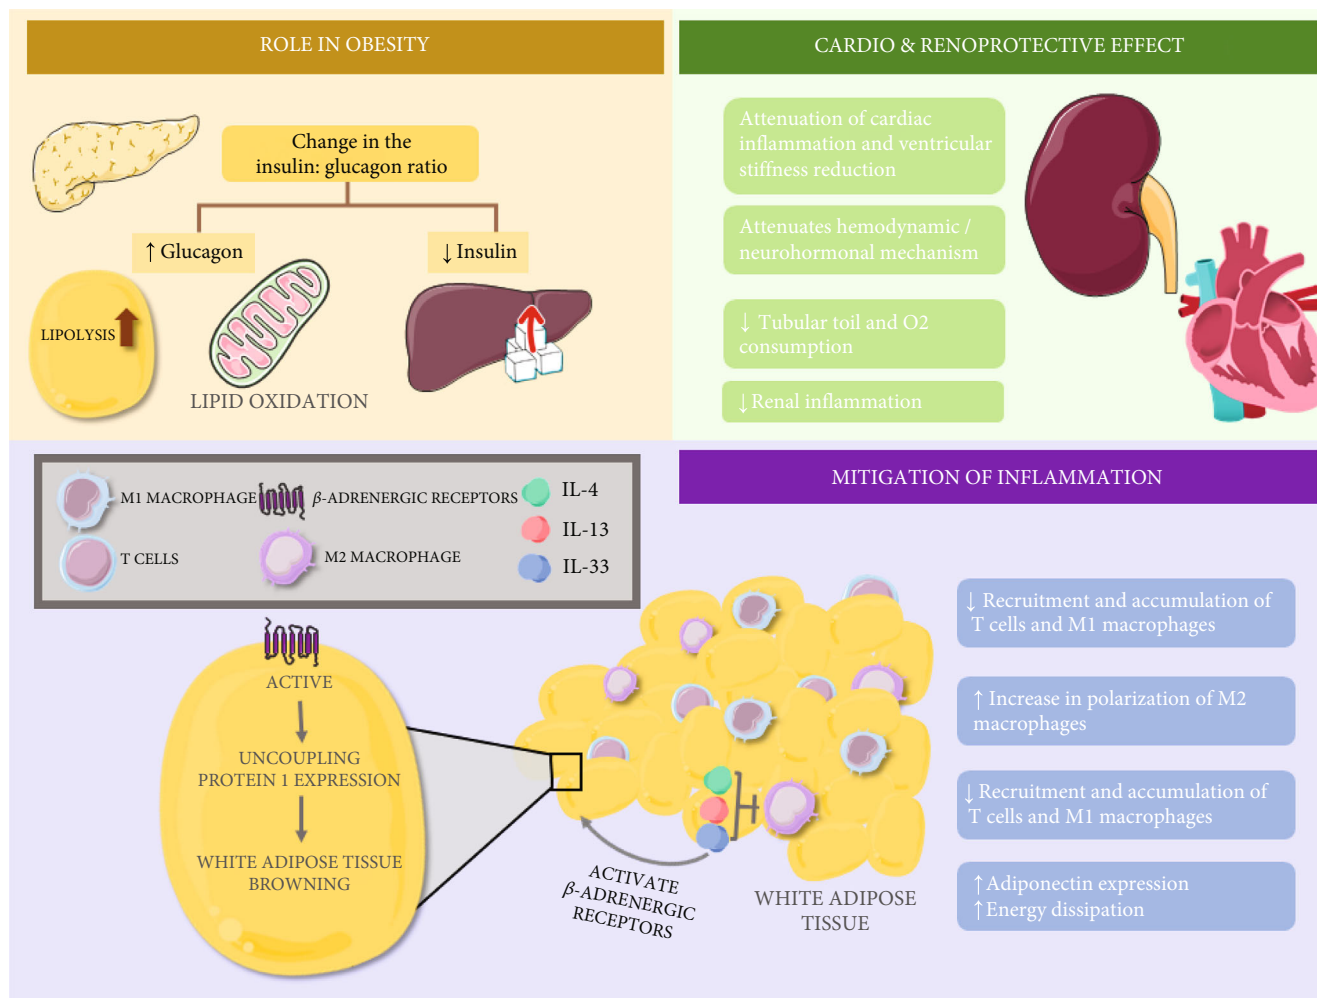 ROLE IN OBESITY
Change in the
insulin: glucagon ratio
↑ Glucagon
↓ Insulin
LIPOLYSIS
LIPID OXIDATION
CARDIO & RENOPROTECTIVE EFFECT
Attenuation of cardiac
inflammation and ventricular
stiffness reduction
Attenuates hemodynamic /
neurohormonal mechanism
↓ Tubular toil and O2
consumption
↓ Renal inflammation
M1 MACROPHAGE
β-ADRENERGIC RECEPTORS
IL-4
IL-13
T CELLS
M2 MACROPHAGE
IL-33
MITIGATION OF INFLAMMATION
ACTIVE
UNCOUPLING
PROTEIN 1 EXPRESSION
WHITE ADIPOSE TISSUE
BROWNING
ACTIVATE
β-ADRENERGIC
RECEPTORS
WHITE ADIPOSE
TISSUE
↓ Recruitment and accumulation of
T cells and M1 macrophages
↑ Increase in polarization of M2
macrophages
↓ Recruitment and accumulation of
T cells and M1 macrophages
↑ Adiponectin expression
↑ Energy dissipation